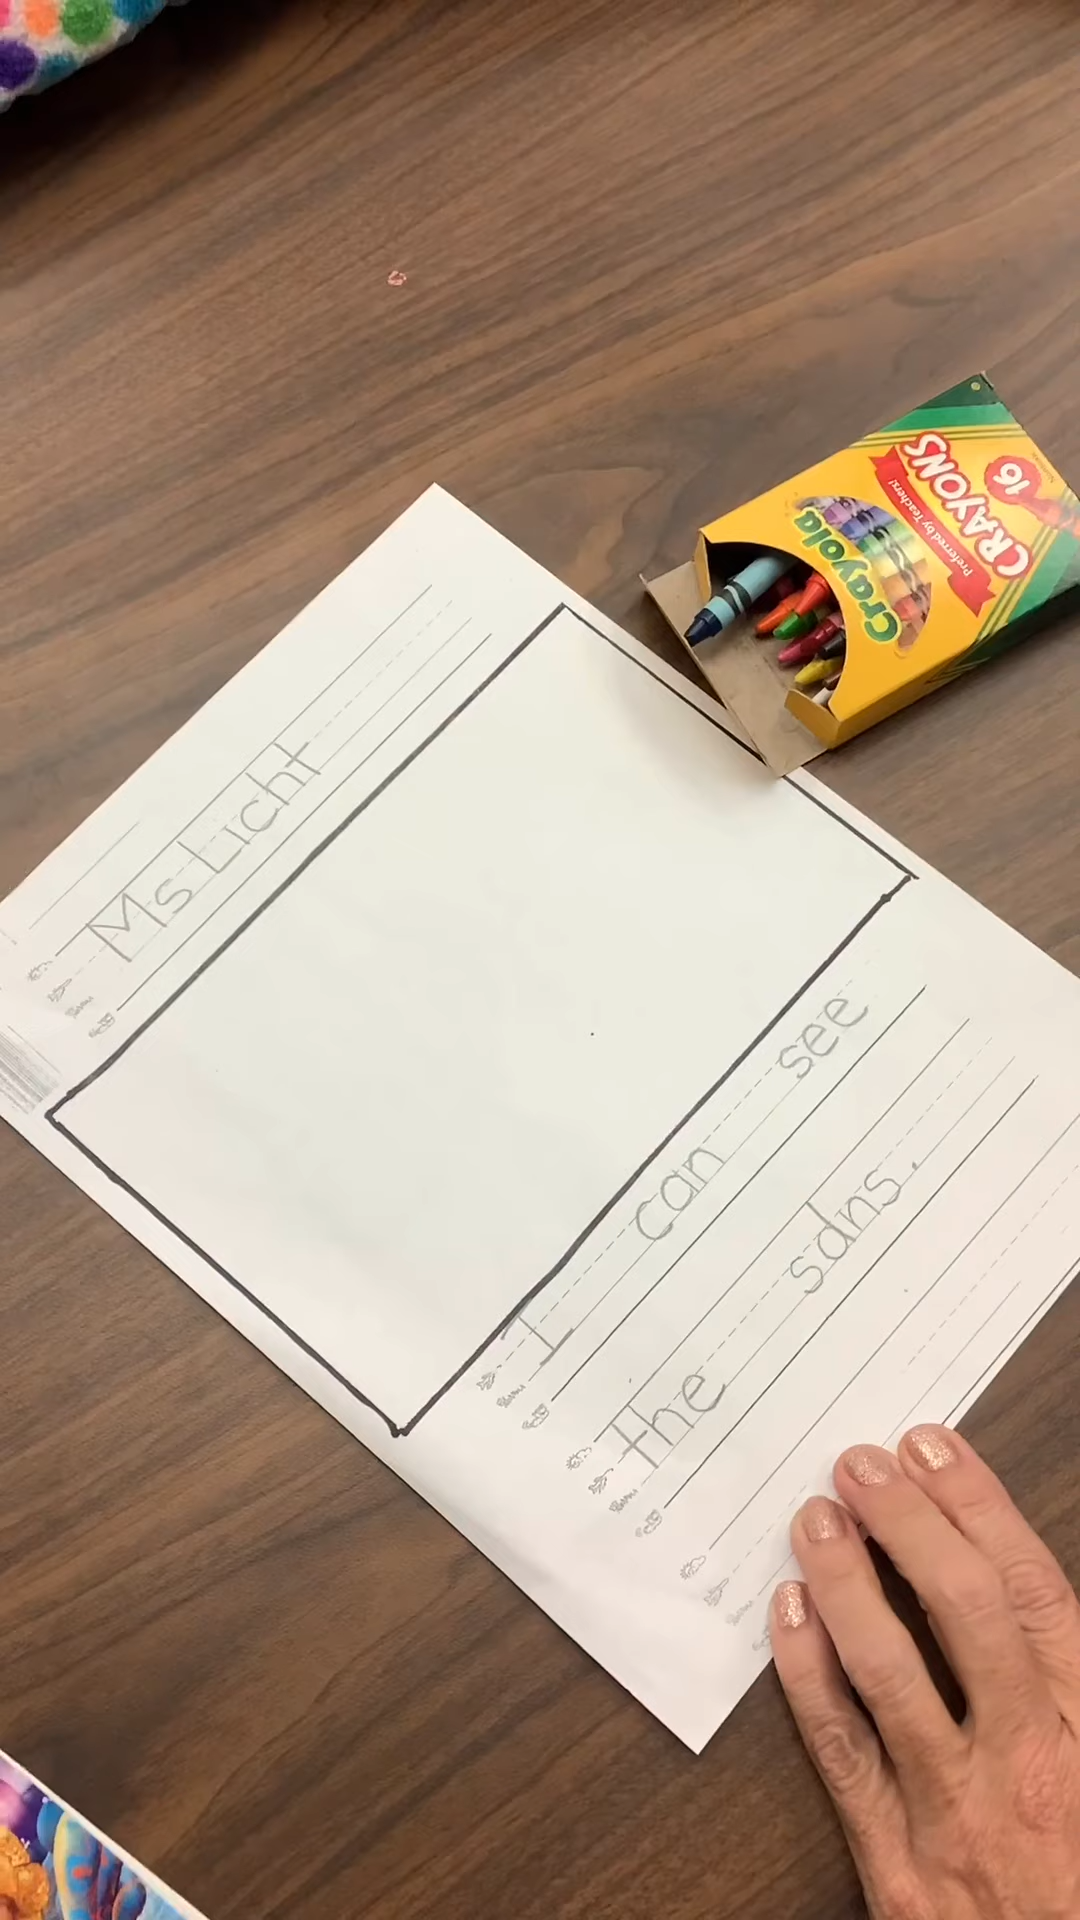 Ms Licht
I can see
the sdns.
Crayola
Preferred by Teachers!
CRAYONS
16